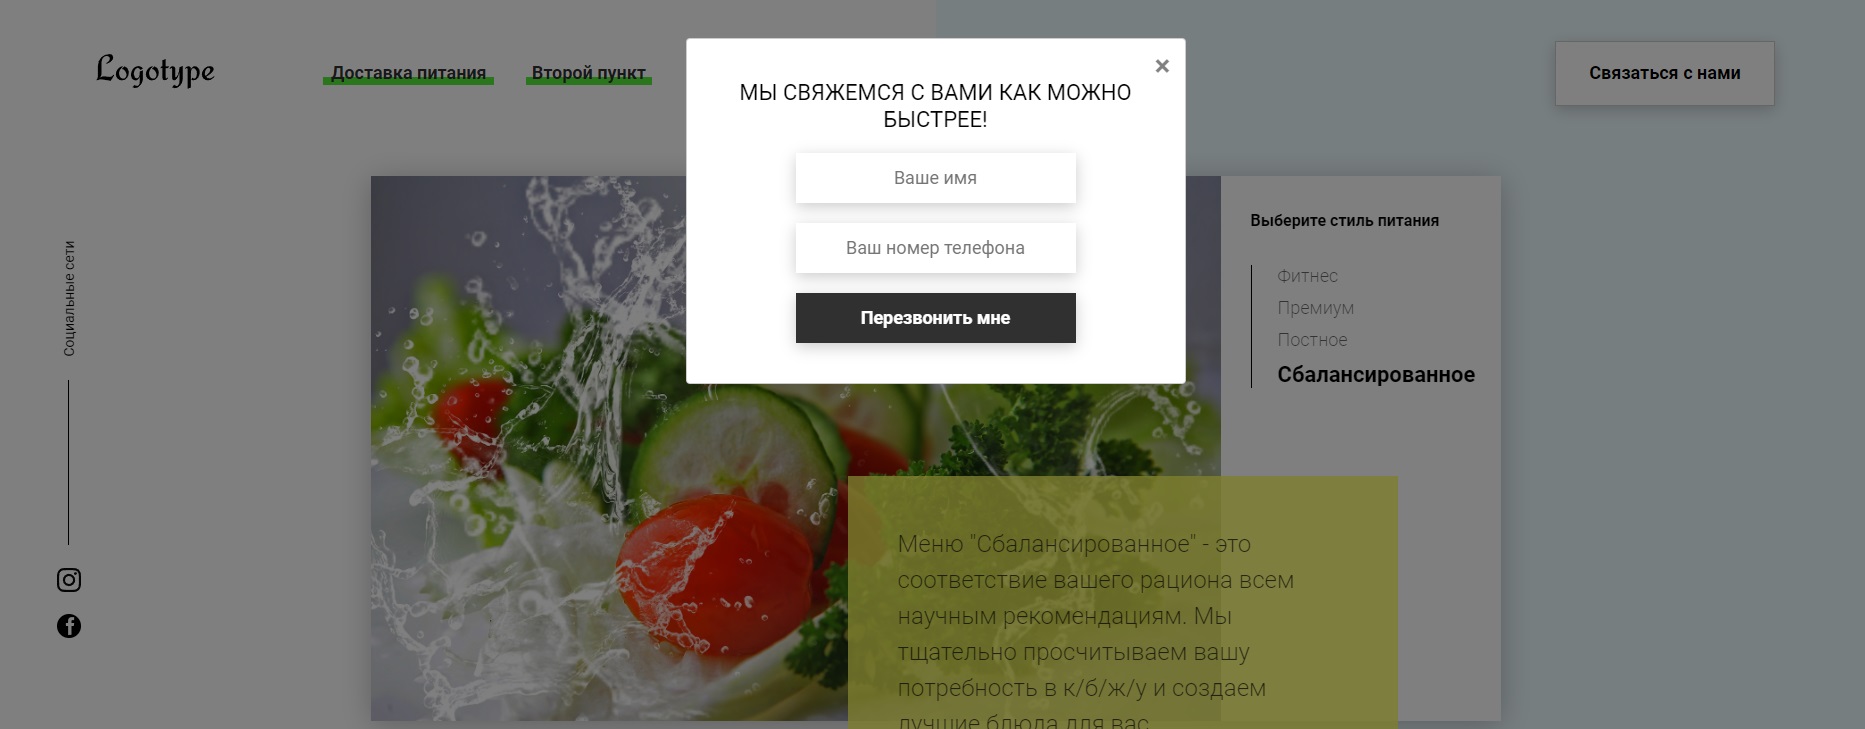 Logotype
Доставка питания
Второй пункт
Связаться с нами
×
МЫ СВЯЖЕМСЯ С ВАМИ КАК МОЖНО
БЫСТРЕЕ!
Ваше имя
Ваш номер телефона
Перезвонить мне
Социальные сети
Выберите стиль питания
Фитнес
Премиум
Постное
Сбалансированное
Меню "Сбалансированное" - это
соответствие вашего рациона всем
научным рекомендациям. Мы
тщательно просчитываем вашу
потребность в к/б/ж/у и создаем
лучшие блюда для вас